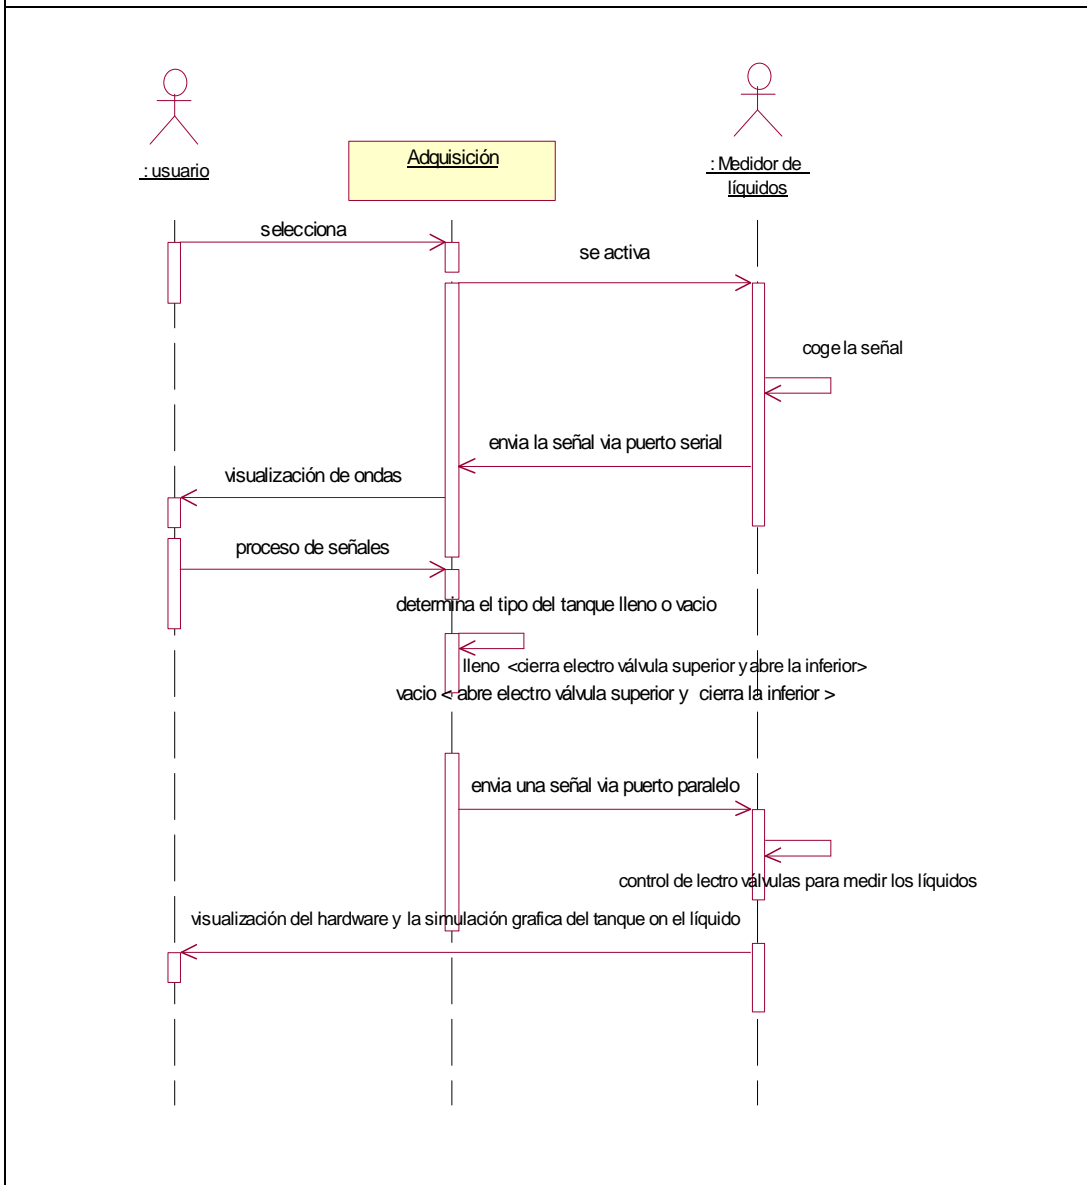 : usuario
Adquisición
: Medidor de
líquidos
selecciona
se activa
coge la señal
envia la señal via puerto serial
visualización de ondas
proceso de señales
determina el tipo del tanque lleno o vacio
lleno <cierra electro válvula superior y abre la inferior>
vacio < abre electro válvula superior y cierra la inferior >
envia una señal via puerto paralelo
control de lectro válvulas para medir los líquidos
visualización del hardware y la simulación grafica del tanque on el líquido